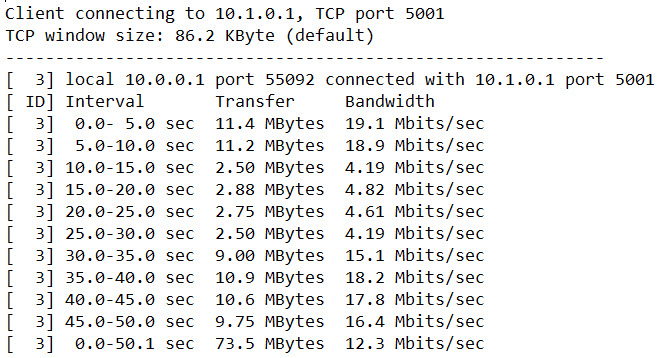 Client connecting to 10.1.0.1, TCP port 5001
TCP window size: 86.2 KByte (default)
------------------------------------------------------------
[  3] local 10.0.0.1 port 55092 connected with 10.1.0.1 port 5001
[ ID] Interval       Transfer     Bandwidth
[  3]  0.0- 5.0 sec  11.4 MBytes  19.1 Mbits/sec
[  3]  5.0-10.0 sec  11.2 MBytes  18.9 Mbits/sec
[  3] 10.0-15.0 sec  2.50 MBytes  4.19 Mbits/sec
[  3] 15.0-20.0 sec  2.88 MBytes  4.82 Mbits/sec
[  3] 20.0-25.0 sec  2.75 MBytes  4.61 Mbits/sec
[  3] 25.0-30.0 sec  2.50 MBytes  4.19 Mbits/sec
[  3] 30.0-35.0 sec  9.00 MBytes  15.1 Mbits/sec
[  3] 35.0-40.0 sec  10.9 MBytes  18.2 Mbits/sec
[  3] 40.0-45.0 sec  10.6 MBytes  17.8 Mbits/sec
[  3] 45.0-50.0 sec  9.75 MBytes  16.4 Mbits/sec
[  3]  0.0-50.1 sec  73.5 MBytes  12.3 Mbits/sec